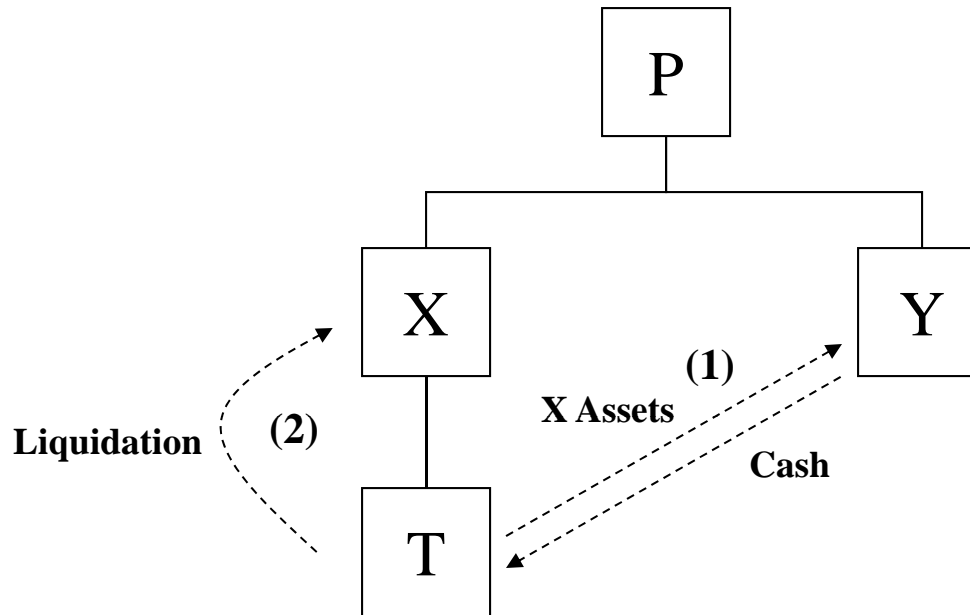 P
X
Y
(1)
X Assets
Liquidation
(2)
Cash
T